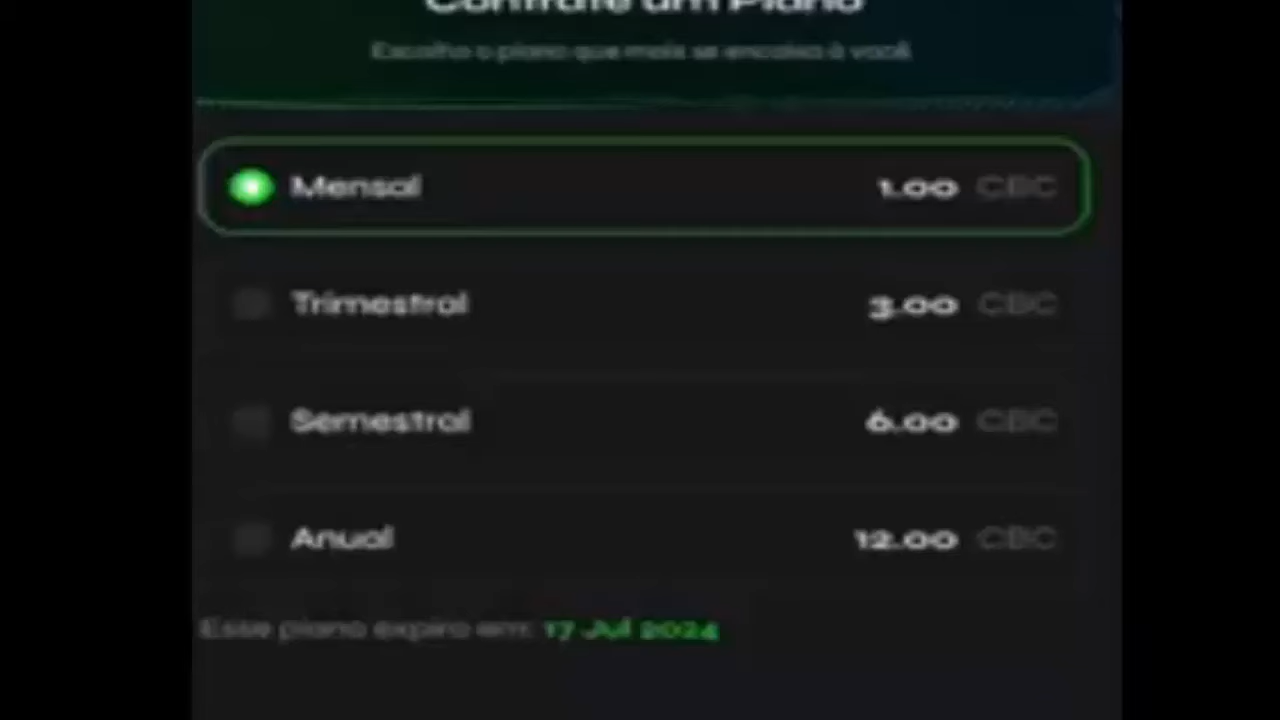 Contrate um Plano
Escolha o plano que mais se encaixa à você
Mensal 1.00 CBC
Trimestral 3.00 CBC
Semestral 6.00 CBC
Anual 12.00 CBC
Esse plano expira em: 17 Jul 2024